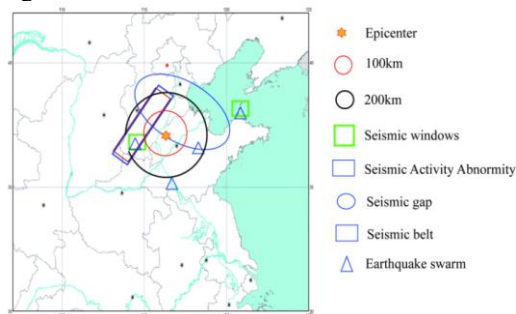 Epicenter
100km
200km
Seismic windows
Seismic Activity Abnormity
Seismic gap
Seismic belt
Earthquake swarm